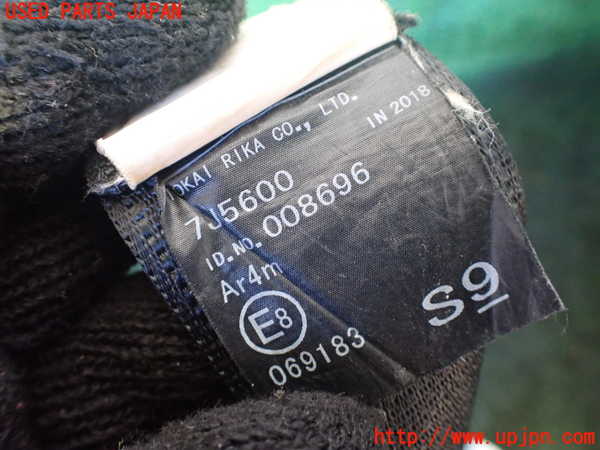 USED PARTS JAPAN
OKAI RIKA CO., LTD.
IN 2018
7J5600
ID.NO. 008696
Ar4m
E8
069183
S9
http://www.upjpn.com/